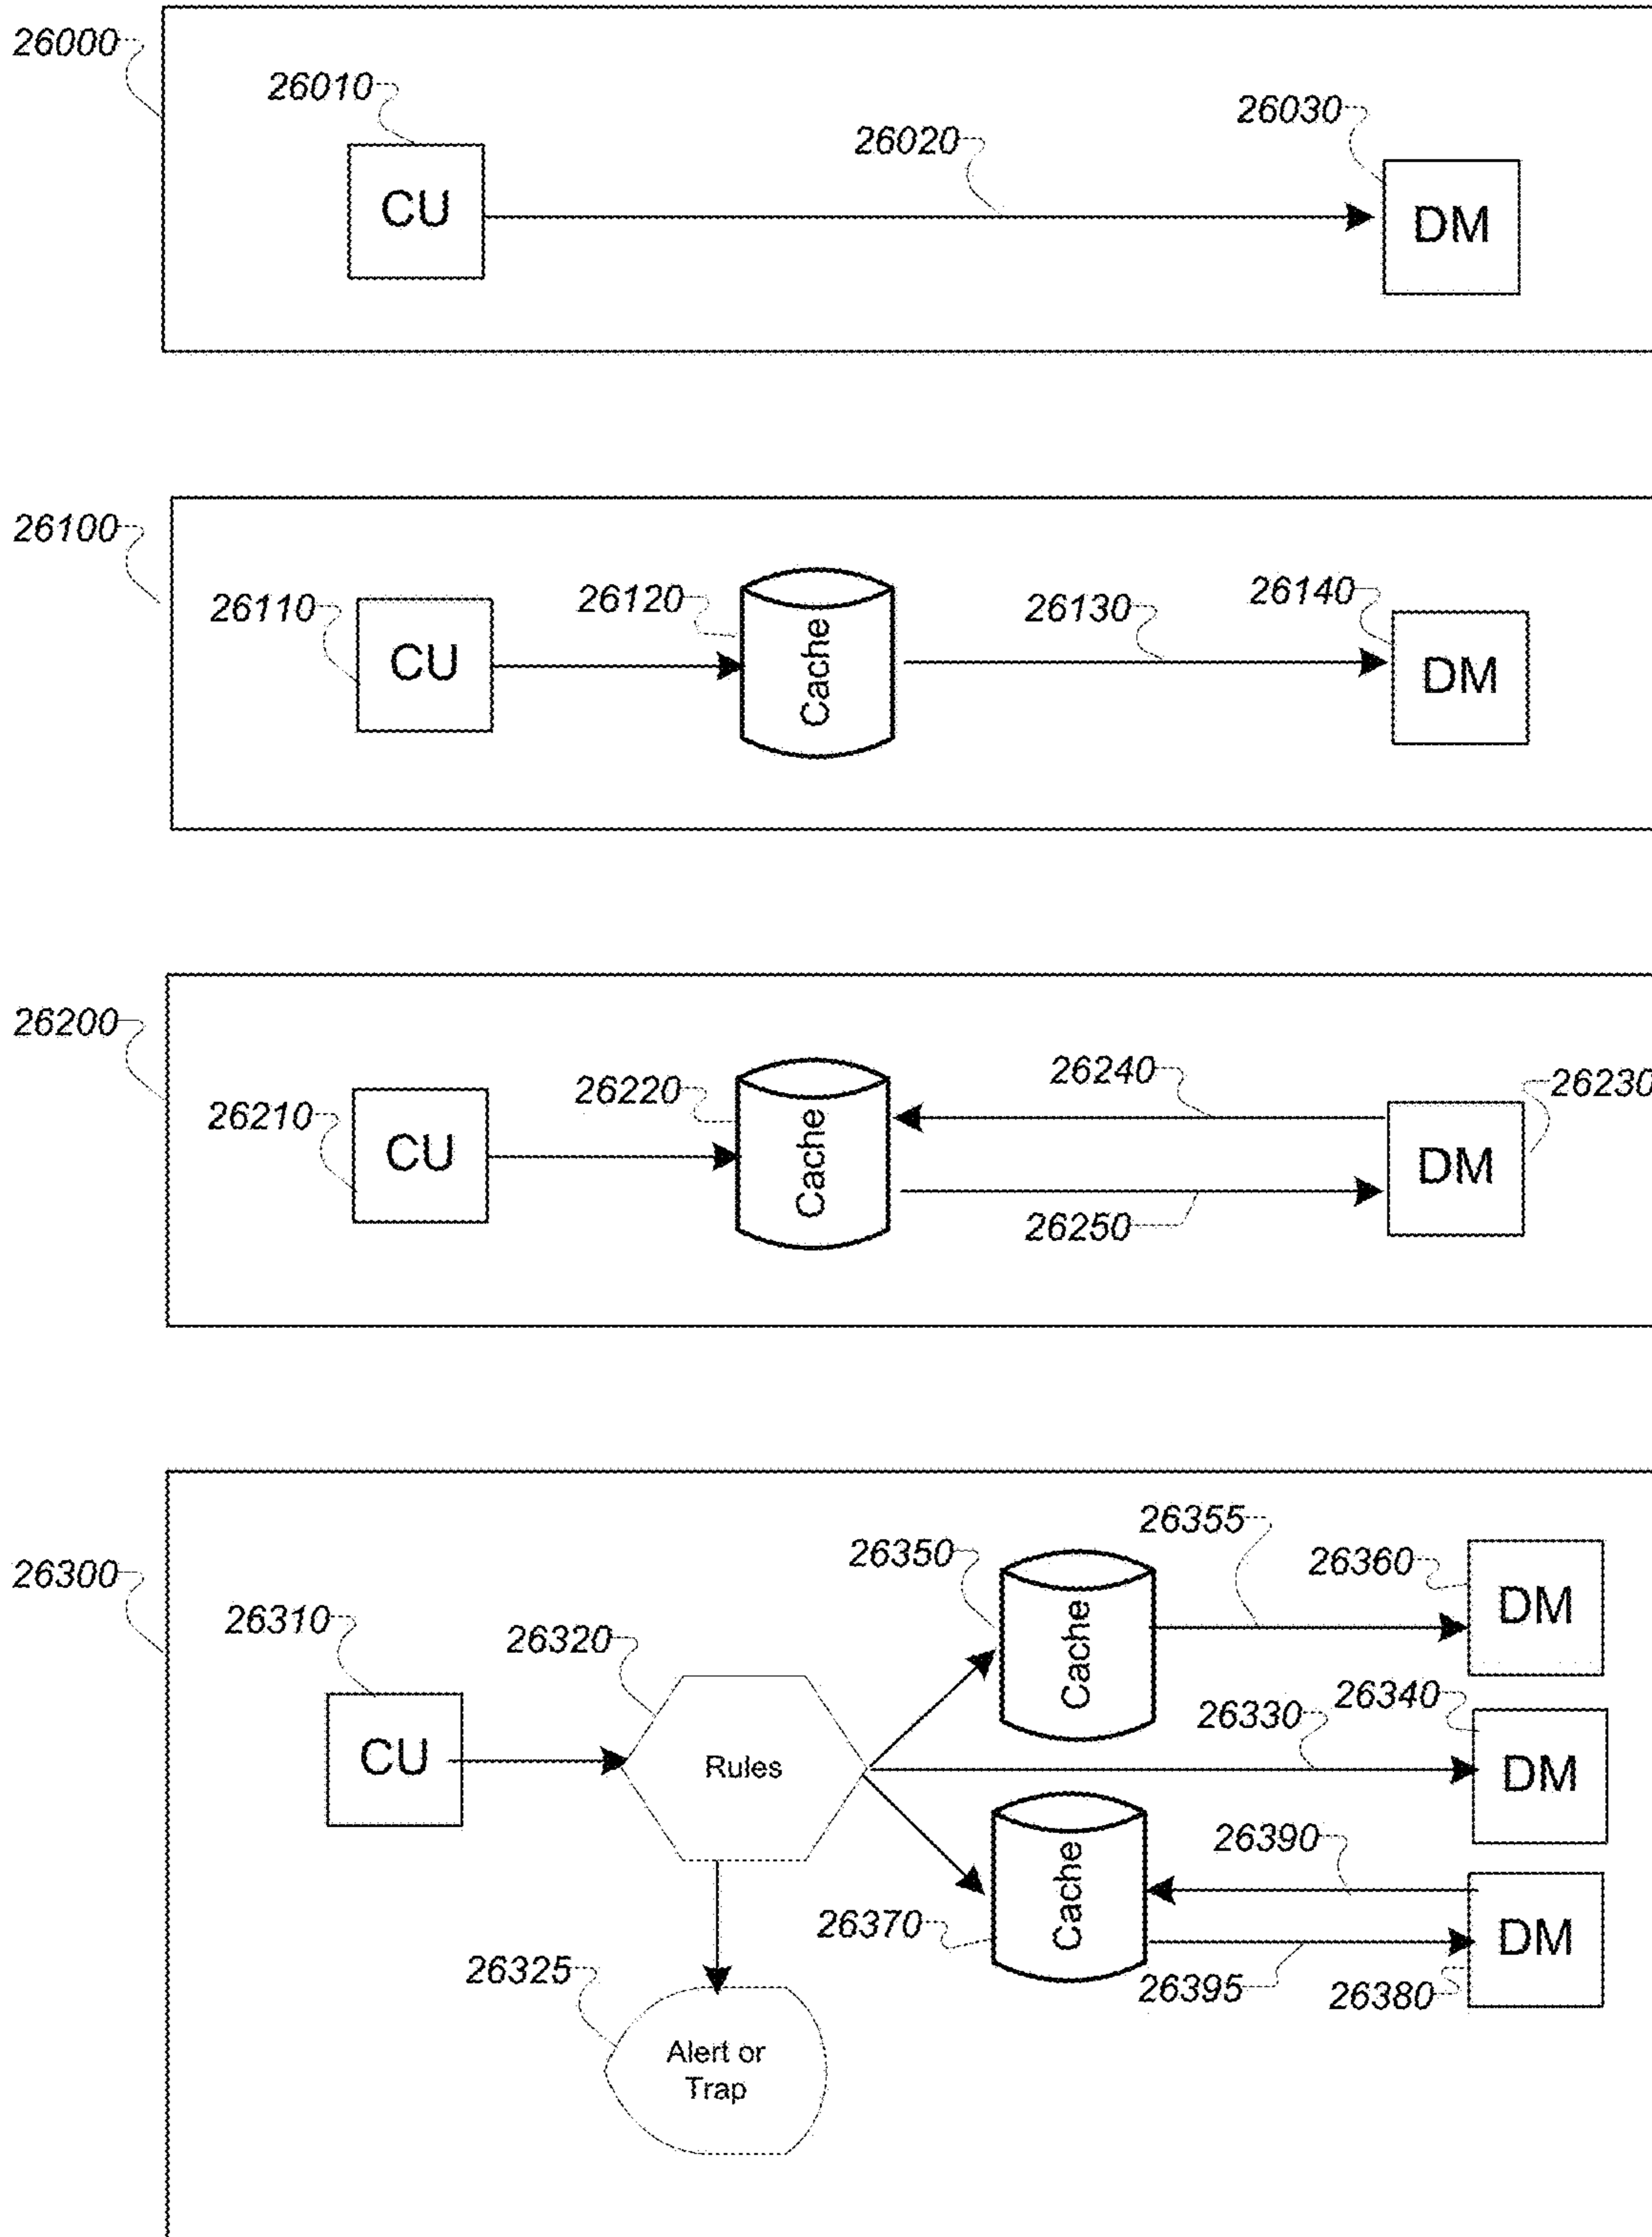 26000
26010
26020
26030
CU
DM
26100
26110
26120
26130
26140
CU
Cache
DM
26200
26210
26220
26240
26230
CU
Cache
DM
26250
26300
26310
26320
26350
26355
26360
Cache
DM
26330
26340
CU
Rules
DM
26390
26370
Cache
DM
26395
26380
26325
Alert or
Trap